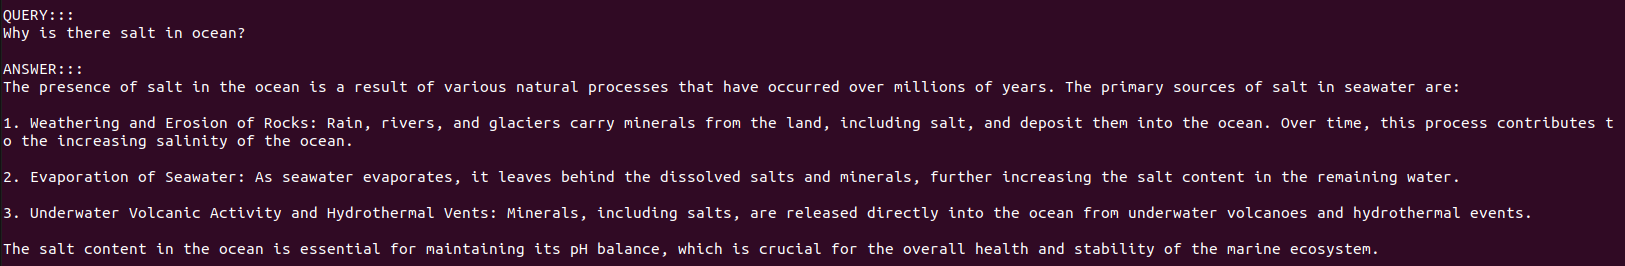 QUERY:::
Why is there salt in ocean?
ANSWER:::
The presence of salt in the ocean is a result of various natural processes that have occurred over millions of years. The primary sources of salt in seawater are:
1. Weathering and Erosion of Rocks: Rain, rivers, and glaciers carry minerals from the land, including salt, and deposit them into the ocean. Over time, this process contributes t
o the increasing salinity of the ocean.
2. Evaporation of Seawater: As seawater evaporates, it leaves behind the dissolved salts and minerals, further increasing the salt content in the remaining water.
3. Underwater Volcanic Activity and Hydrothermal Vents: Minerals, including salts, are released directly into the ocean from underwater volcanoes and hydrothermal events.
The salt content in the ocean is essential for maintaining its pH balance, which is crucial for the overall health and stability of the marine ecosystem.